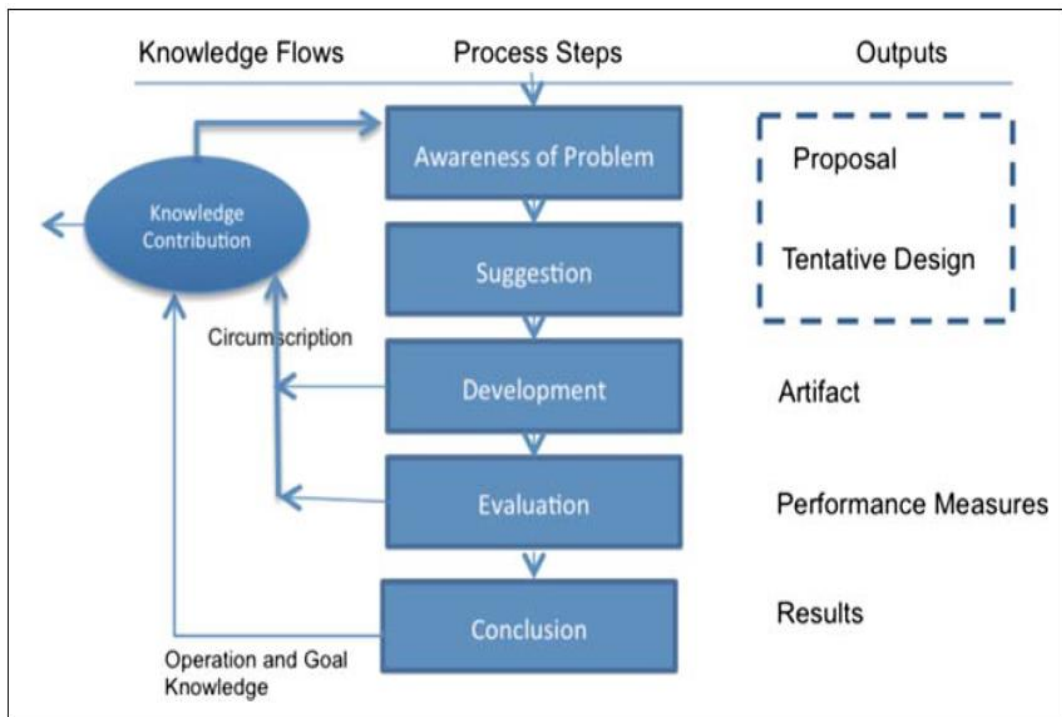 Knowledge Flows
Process Steps
Outputs
Awareness of Problem
Proposal
Knowledge
Contribution
Suggestion
Tentative Design
Circumscription
Development
Artifact
Evaluation
Performance Measures
Conclusion
Results
Operation and Goal
Knowledge